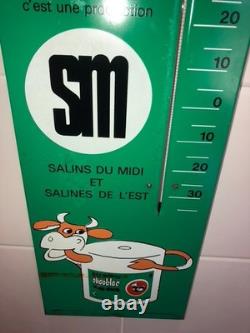 c'est une production
sm
SALINS DU MIDI
ET
SALINES DE L'EST
20
10
0
10
20
30